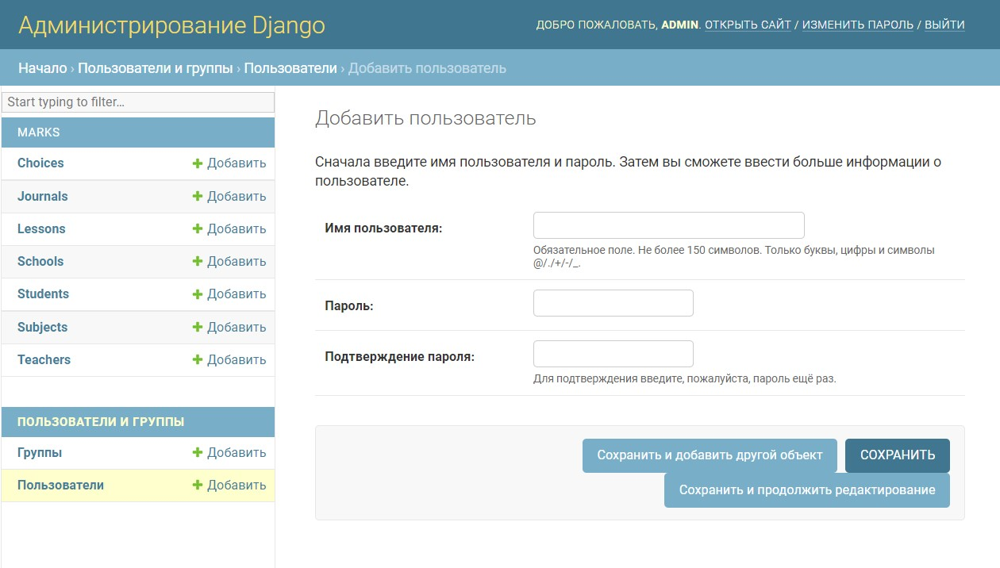 Администрирование Django
ДОБРО ПОЖАЛОВАТЬ, ADMIN. ОТКРЫТЬ САЙТ / ИЗМЕНИТЬ ПАРОЛЬ / ВЫЙТИ
Начало › Пользователи и группы › Пользователи › Добавить пользователь
Start typing to filter...
MARKS
Choices Добавить
Journals Добавить
Lessons Добавить
Schools Добавить
Students Добавить
Subjects Добавить
Teachers Добавить
ПОЛЬЗОВАТЕЛИ И ГРУППЫ
Группы Добавить
Пользователи Добавить
Добавить пользователь
Сначала введите имя пользователя и пароль. Затем вы сможете ввести больше информации о
пользователе.
Имя пользователя:
Обязательное поле. Не более 150 символов. Только буквы, цифры и символы
@/./+/-/_.
Пароль:
Подтверждение пароля:
Для подтверждения введите, пожалуйста, пароль ещё раз.
Сохранить и добавить другой объект
СОХРАНИТЬ
Сохранить и продолжить редактирование